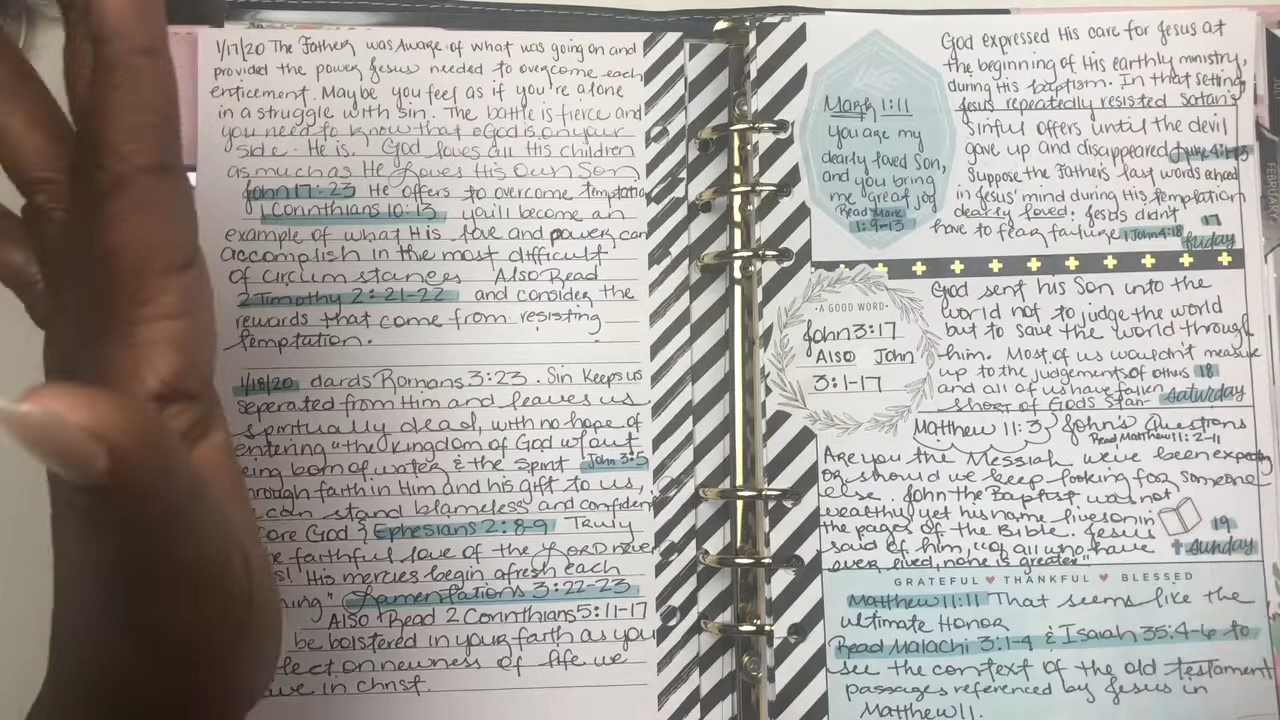 1/17/20 The Father was aware of what was going on and
provided the power Jesus needed to overcome each
enticement. Maybe you feel as if you're alone
in a struggle with sin. The battle is fierce and
you need to know that God is on your
side. He is. God loves all His children
as much as He loves His Own Son
John 17:23 He offers to overcome temptatio
1 Corinthians 10:13 you'll become an
example of what His love and power can
accomplish in the most difficult
of circumstances Also Read
2 Timothy 2:21-22 and consider the
rewards that come from resisting
temptation.
1/18/20 dards Romans 3:23. Sin keeps us
seperated from Him and leaves us
spiritually dead, with no hope of
entering "the kingdom of God w/out
eing born of water & the Spirit John 3:5
hrough faith in Him and his gift to us,
can stand blameless and confiden
fore God & Ephesians 2:8-9 Truly
e faithful love of the LORD never
s! His mercies begin afresh each
ning" Lamentations 3:22-23
Also Read 2 Corinthians 5:11-17
be bolstered in your faith as you
flect on newness of life we
ve in Christ.
Mark 1:11
you are my
dearly loved Son,
and you bring
me great joy
Read Mark
1:9-13
God expressed His care for Jesus at
the beginning of His earthly ministry,
during His baptism. In that setting
Jesus repeatedly resisted Satan's
sinful offers until the devil
gave up and disappeared Luke 4:1-13
Suppose the Father's last words echoed
in Jesus' mind during His temptation
dearly loved. Jesus didn't
have to fear failure 1 John 4:18 17
friday
FEBRUARY
·A GOOD WORD·
John 3:17
Also John
3:1-17
God sent his Son into the
world not to judge the world
but to save the world through
him. Most of us wouldn't measure
up to the judgements of others 18
and all of us have fallen saturday
short of God's stan-
Matthew 11:3 John's Questions
Read Matthew 11:2-11
Are you the Messiah we've been expecting
or should we keep looking for someone
else. John the Baptist was not
wealthy yet his name lives on in
the pages of the Bible. Jesus 19
said of him, "of all who have sunday
ever lived, none is greater"
GRATEFUL ♥ THANKFUL ♥ BLESSED
Matthew 11:11 That seems like the
ultimate Honor
Read Malachi 3:1-4 & Isaiah 35:4-6 to
see the context of the old testament
passages referenced by Jesus in
Matthew 11.